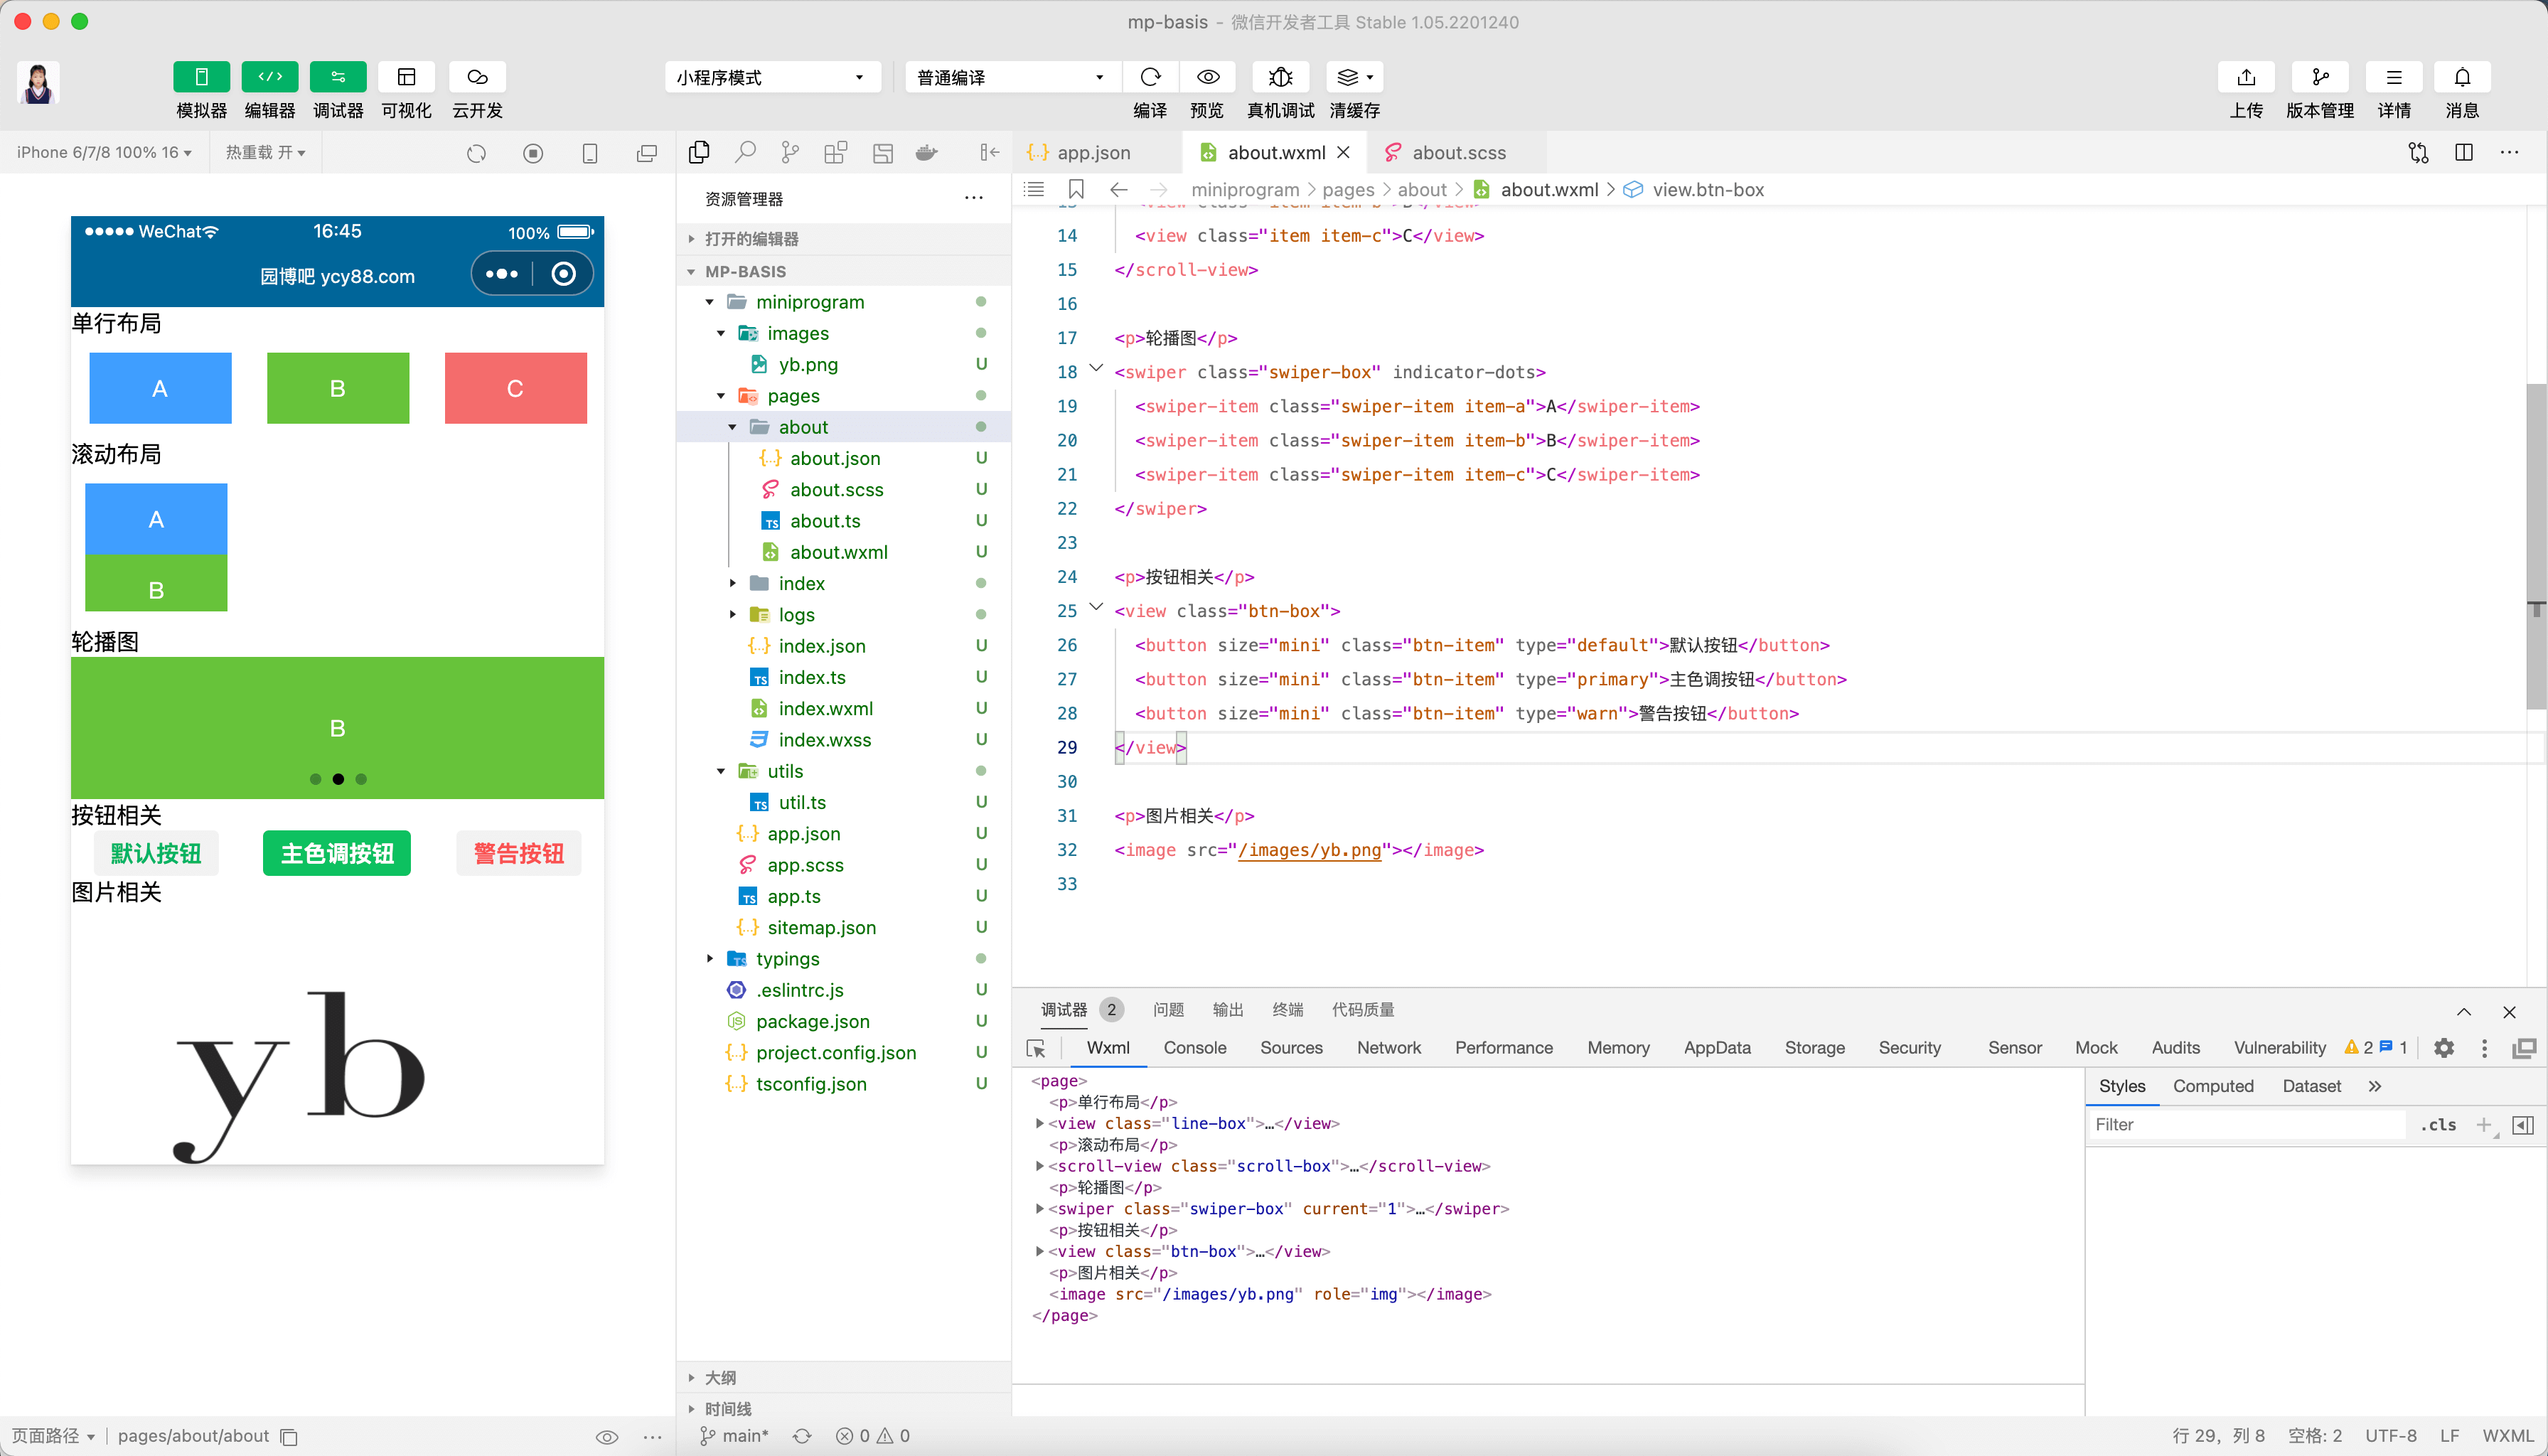 mp-basis - 微信开发者工具 Stable 1.05.2201240
模拟器 编辑器 调试器 可视化 云开发
小程序模式 普通编译
编译 预览 真机调试 清缓存
上传 版本管理 详情 消息
iPhone 6/7/8 100% 16 热重载 开
WeChat 16:45 100%
园博吧 ycy88.com
单行布局
A B C
滚动布局
A
B
轮播图
B
按钮相关
默认按钮 主色调按钮 警告按钮
图片相关
yb
页面路径 pages/about/about
资源管理器
打开的编辑器
MP-BASIS
miniprogram
images
yb.png U
pages
about
about.json U
about.scss U
about.ts U
about.wxml U
index
logs
index.json U
index.ts U
index.wxml U
index.wxss U
utils
util.ts U
app.json U
app.scss U
app.ts U
sitemap.json U
typings
.eslintrc.js U
package.json U
project.config.json U
tsconfig.json U
大纲
时间线
main* 0 0
app.json about.wxml about.scss
miniprogram > pages > about > about.wxml > view.btn-box
14 <view class="item item-c">C</view>
15 </scroll-view>
16
17 <p>轮播图</p>
18 <swiper class="swiper-box" indicator-dots>
19 <swiper-item class="swiper-item item-a">A</swiper-item>
20 <swiper-item class="swiper-item item-b">B</swiper-item>
21 <swiper-item class="swiper-item item-c">C</swiper-item>
22 </swiper>
23
24 <p>按钮相关</p>
25 <view class="btn-box">
26 <button size="mini" class="btn-item" type="default">默认按钮</button>
27 <button size="mini" class="btn-item" type="primary">主色调按钮</button>
28 <button size="mini" class="btn-item" type="warn">警告按钮</button>
29 </view>
30
31 <p>图片相关</p>
32 <image src="/images/yb.png"></image>
33
调试器 2 问题 输出 终端 代码质量
Wxml Console Sources Network Performance Memory AppData Storage Security Sensor Mock Audits Vulnerability 2 1
<page>
<p>单行布局</p>
<view class="line-box">…</view>
<p>滚动布局</p>
<scroll-view class="scroll-box">…</scroll-view>
<p>轮播图</p>
<swiper class="swiper-box" current="1">…</swiper>
<p>按钮相关</p>
<view class="btn-box">…</view>
<p>图片相关</p>
<image src="/images/yb.png" role="img"></image>
</page>
Styles Computed Dataset »
Filter .cls +
行 29，列 8 空格: 2 UTF-8 LF WXML